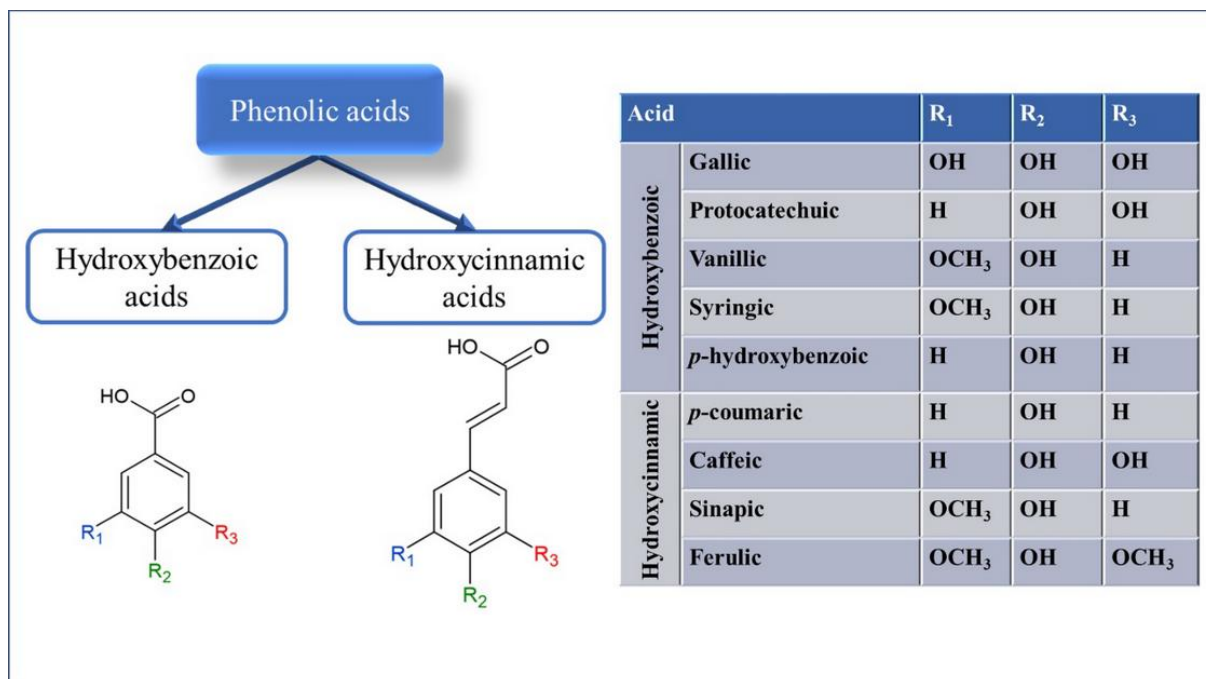 Phenolic acids
Hydroxybenzoic
acids
Hydroxycinnamic
acids
HO
O
R₁
R₂
R₃
HO
O
R₁
R₂
R₃
Acid R₁ R₂ R₃
Hydroxybenzoic
Gallic OH OH OH
Protocatechuic H OH OH
Vanillic OCH₃ OH H
Syringic OCH₃ OH H
p-hydroxybenzoic H OH H
Hydroxycinnamic
p-coumaric H OH H
Caffeic H OH OH
Sinapic OCH₃ OH H
Ferulic OCH₃ OH OCH₃